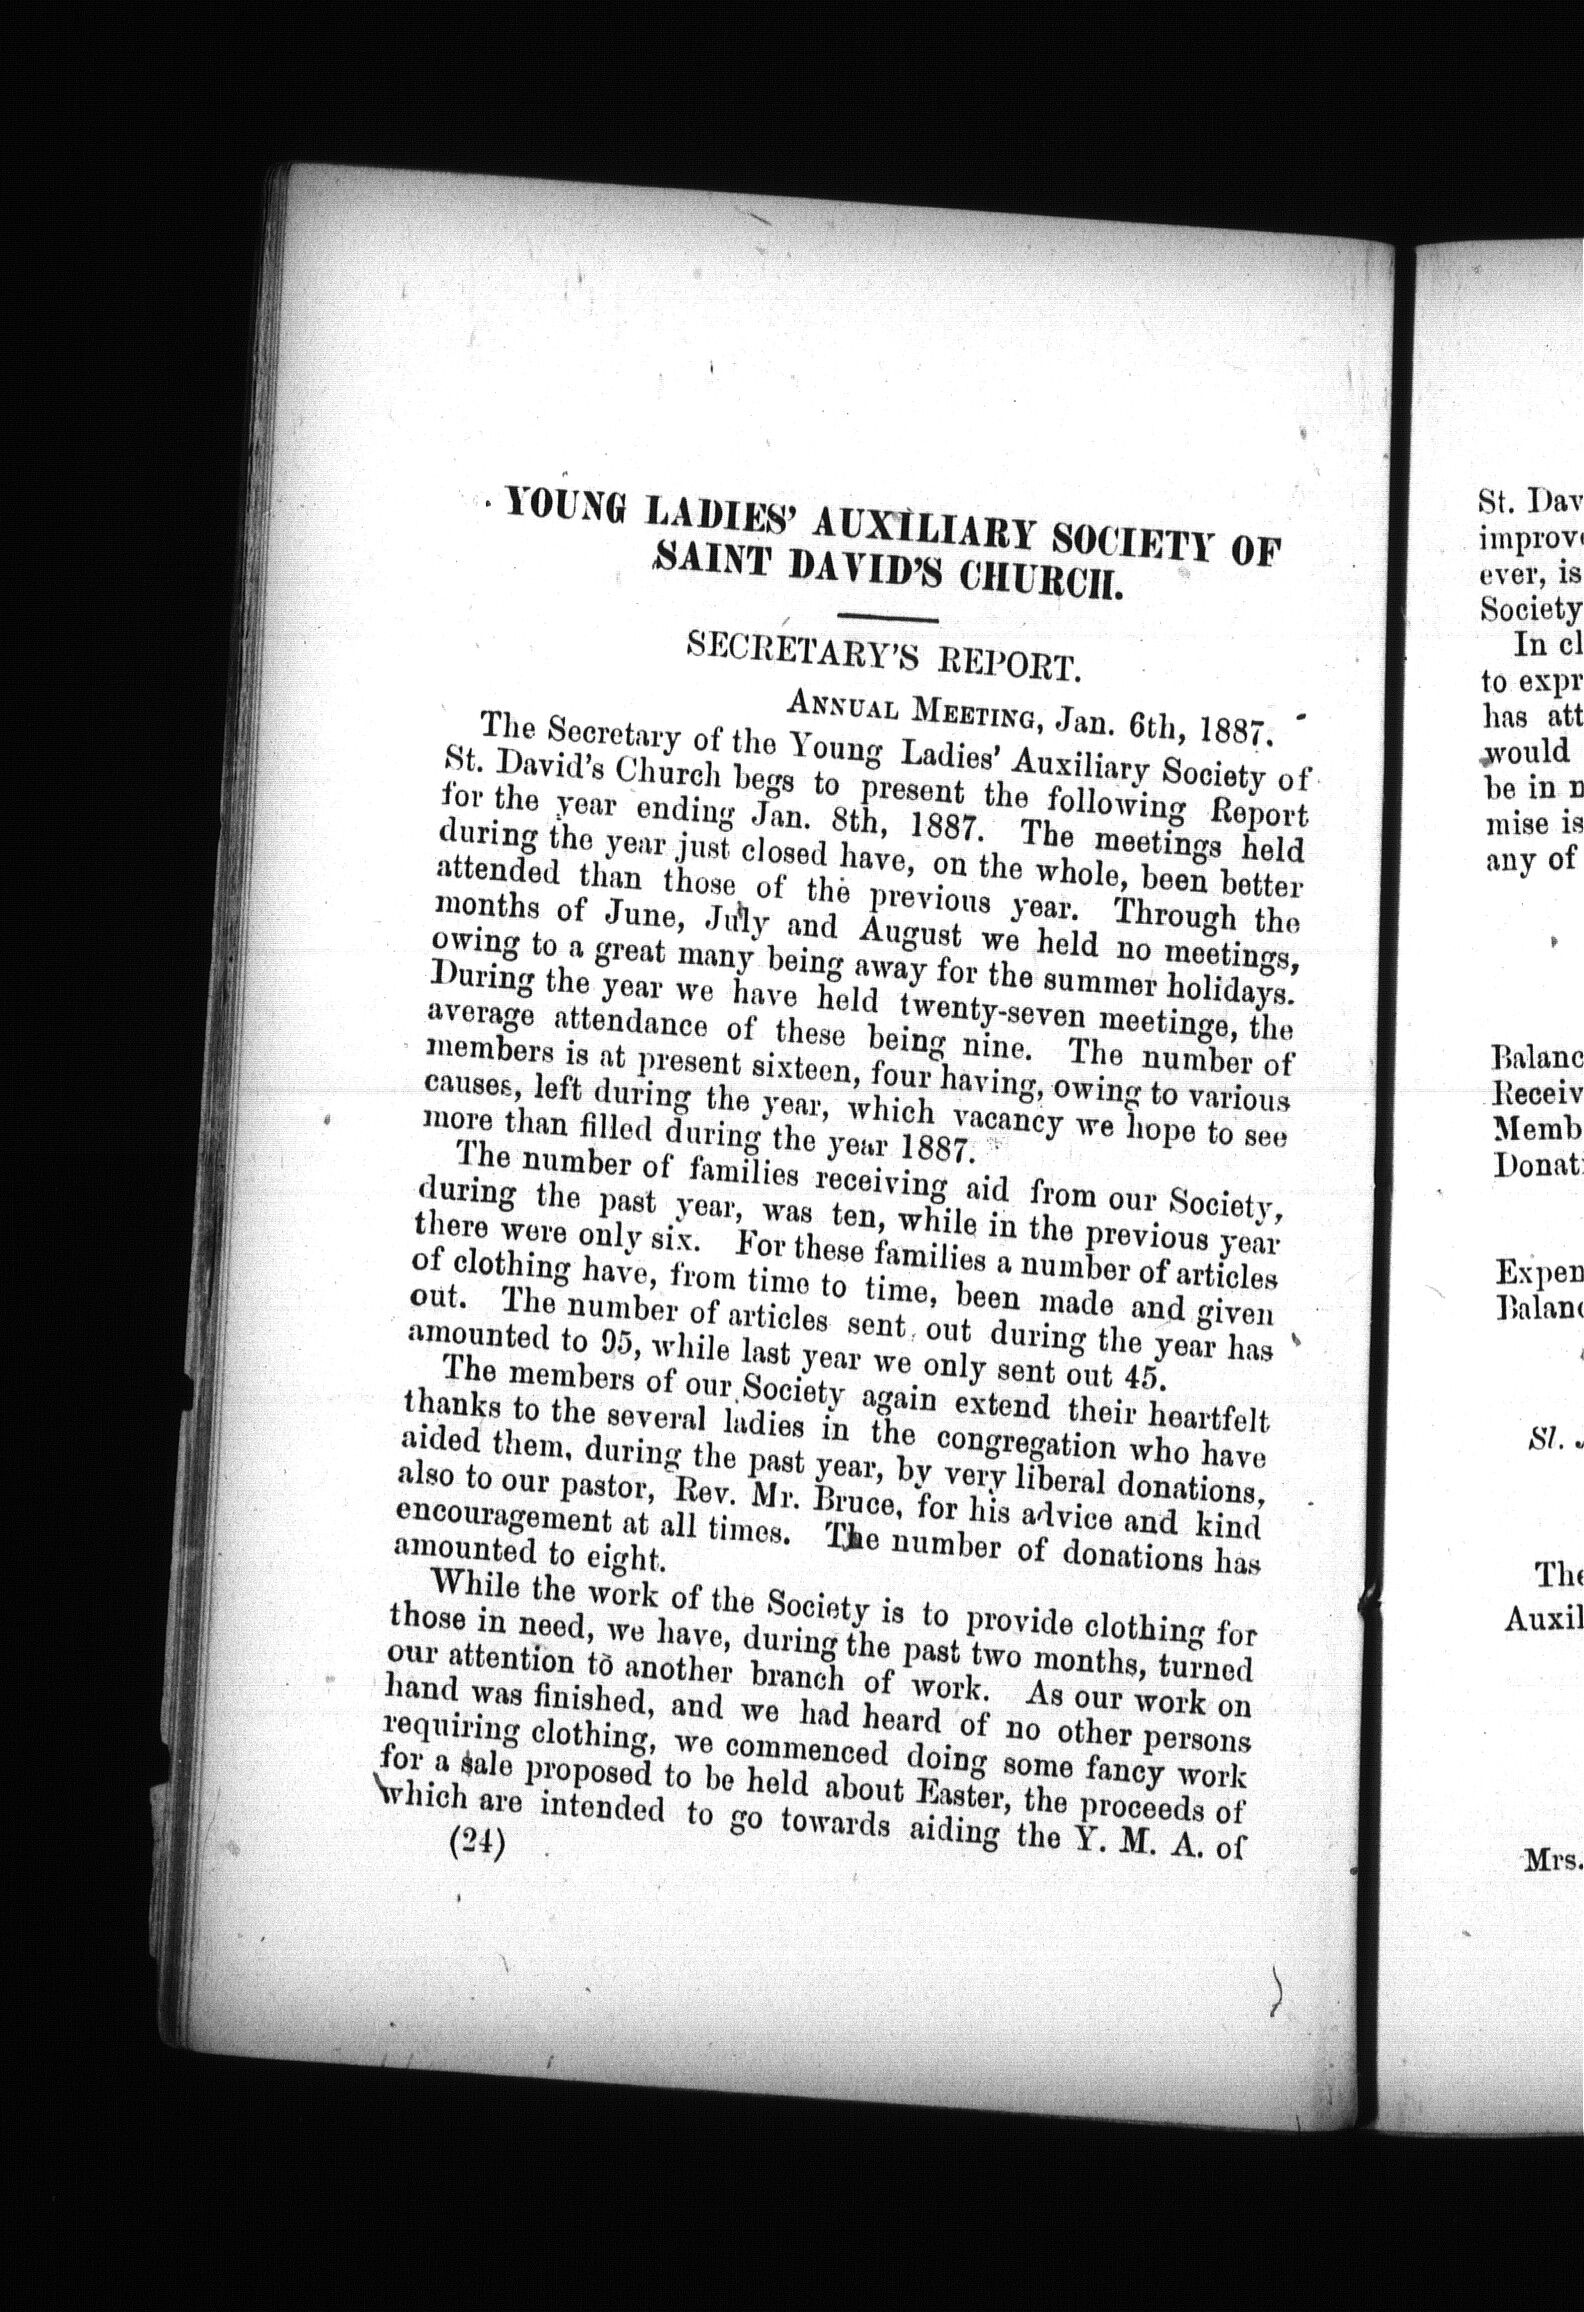 YOUNG LADIES' AUXILIARY SOCIETY OF
SAINT DAVID'S CHURCH.
SECRETARY'S REPORT.
ANNUAL MEETING, Jan. 6th, 1887.
The Secretary of the Young Ladies' Auxiliary Society of
St. David's Church begs to present the following Report
for the year ending Jan. 8th, 1887. The meetings held
during the year just closed have, on the whole, been better
attended than those of the previous year. Through the
months of June, July and August we held no meetings,
owing to a great many being away for the summer holidays.
During the year we have held twenty-seven meetinge, the
average attendance of these being nine. The number of
members is at present sixteen, four having, owing to various
causes, left during the year, which vacancy we hope to see
more than filled during the year 1887.
The number of families receiving aid from our Society,
during the past year, was ten, while in the previous year
there were only six. For these families a number of articles
of clothing have, from time to time, been made and given
out. The number of articles sent out during the year has
amounted to 95, while last year we only sent out 45.
The members of our Society again extend their heartfelt
thanks to the several ladies in the congregation who have
aided them, during the past year, by very liberal donations,
also to our pastor, Rev. Mr. Bruce, for his advice and kind
encouragement at all times. The number of donations has
amounted to eight.
While the work of the Society is to provide clothing for
those in need, we have, during the past two months, turned
our attention to another branch of work. As our work on
hand was finished, and we had heard of no other persons
requiring clothing, we commenced doing some fancy work
for a sale proposed to be held about Easter, the proceeds of
which are intended to go towards aiding the Y. M. A. of
(24)
St. Dav
improve
ever, is
Society
In cl
to expr
has att
would
be in n
mise is
any of
Balanc
Receiv
Memb
Donati
Expen
Balanc
St. J
The
Auxil
Mrs.